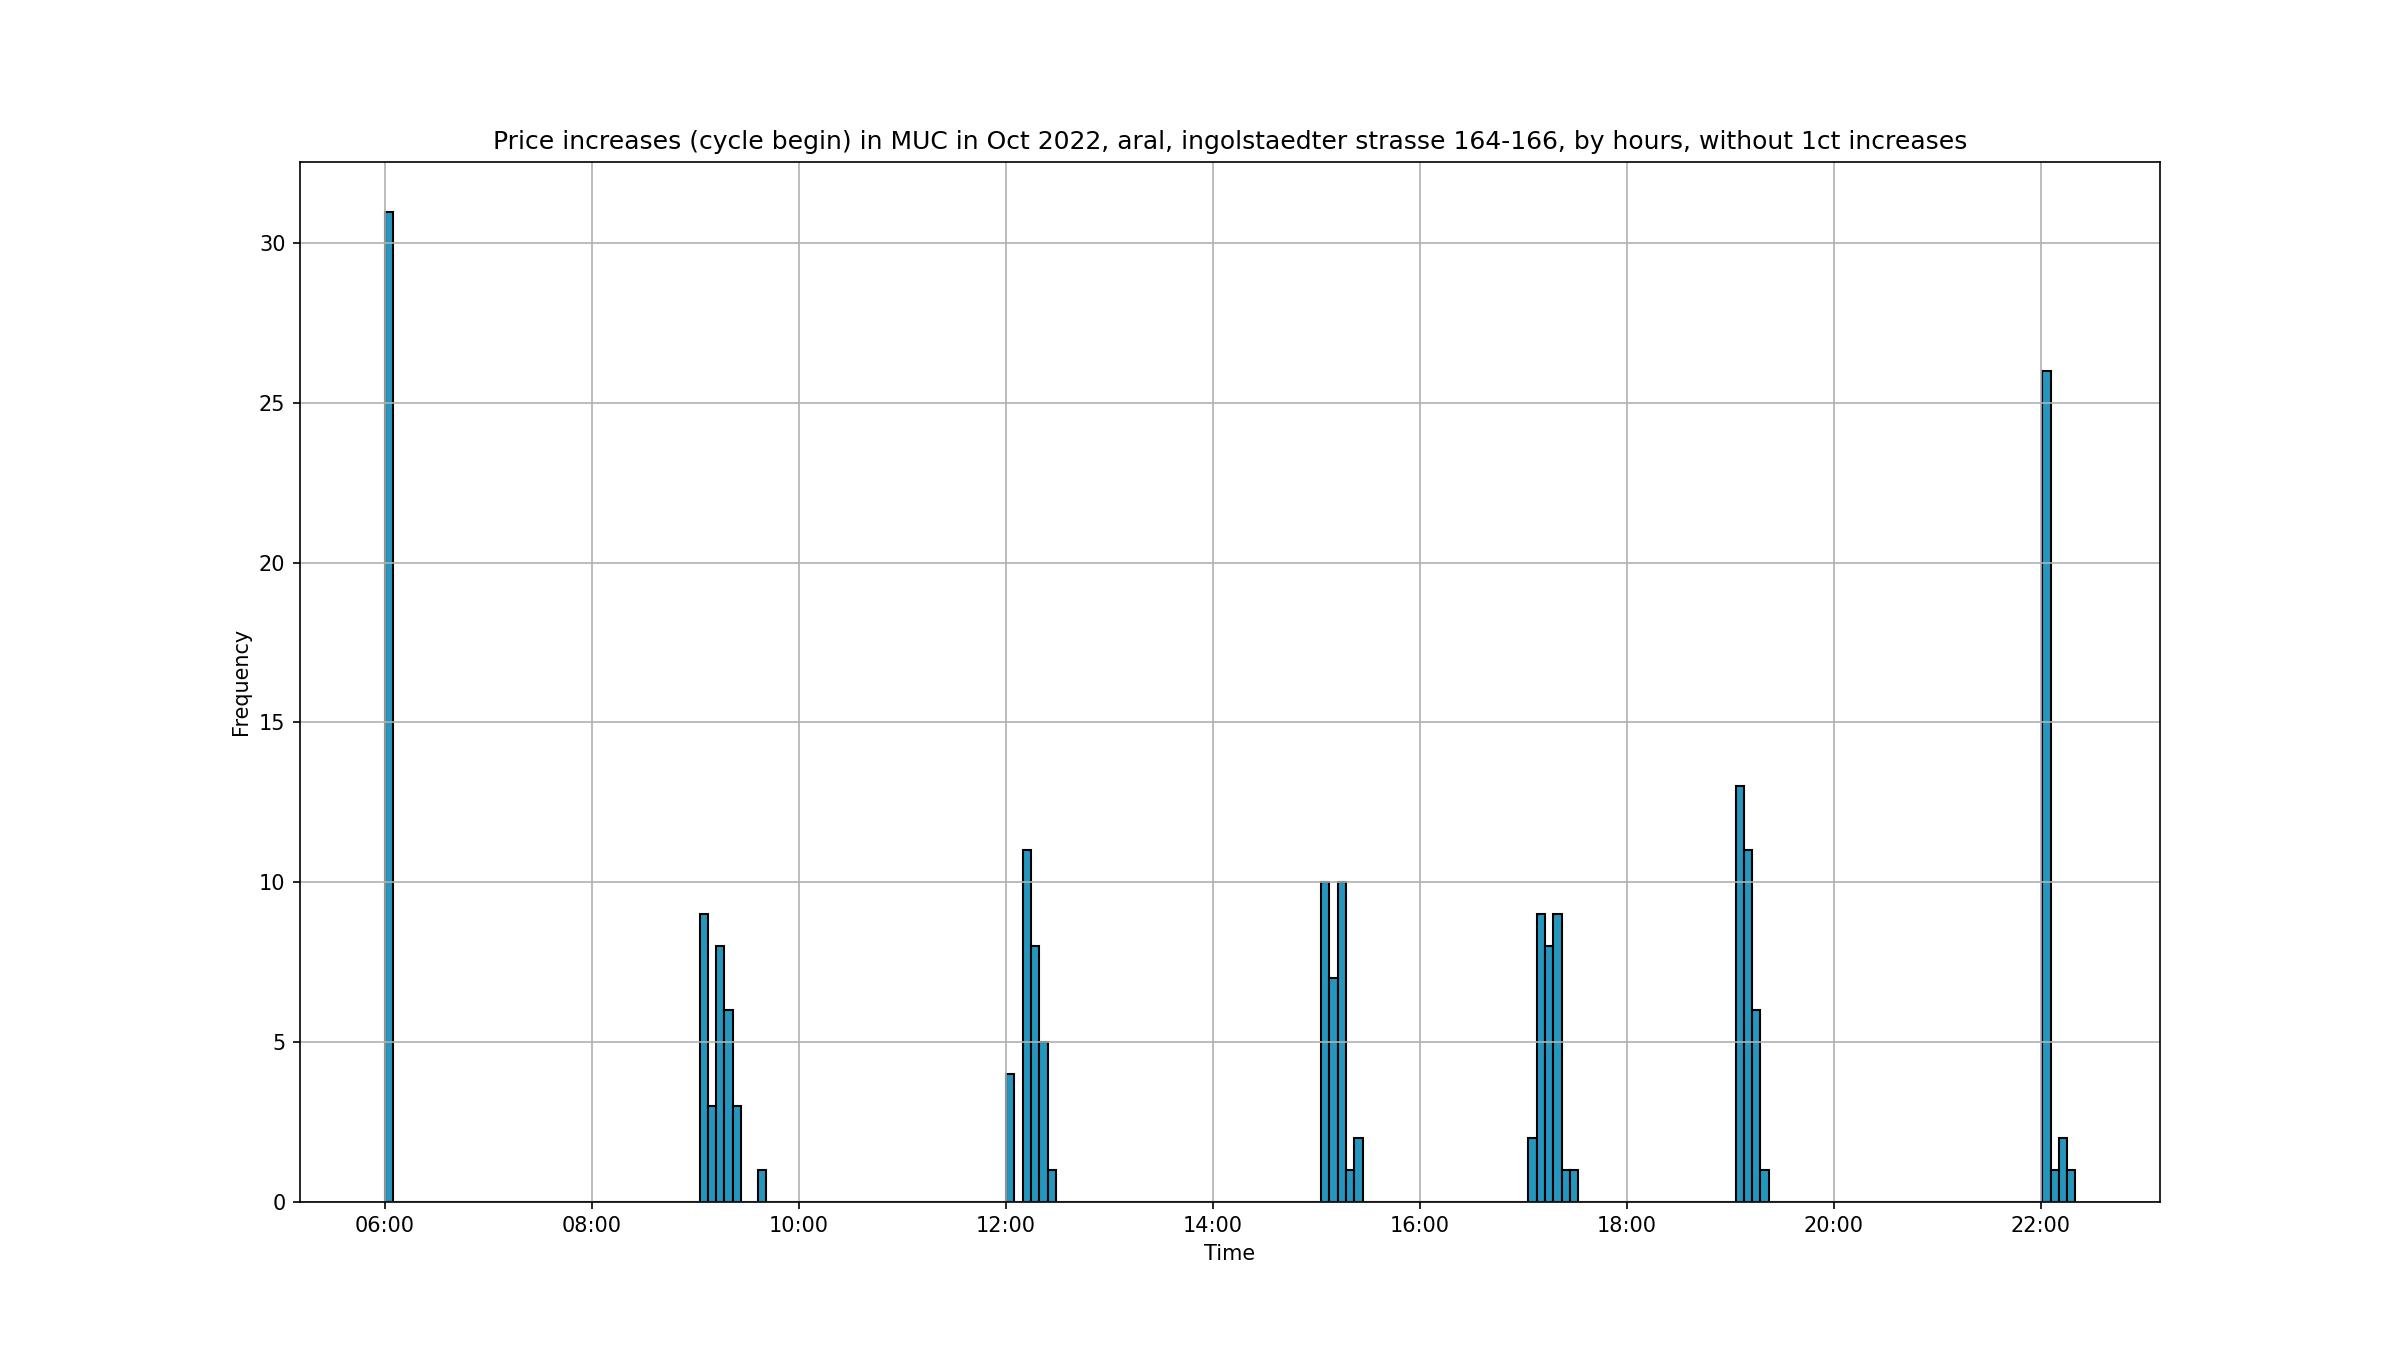 Price increases (cycle begin) in MUC in Oct 2022, aral, ingolstaedter strasse 164-166, by hours, without 1ct increases
30
25
20
15
10
5
0
Frequency
06:00 08:00 10:00 12:00 14:00 16:00 18:00 20:00 22:00
Time